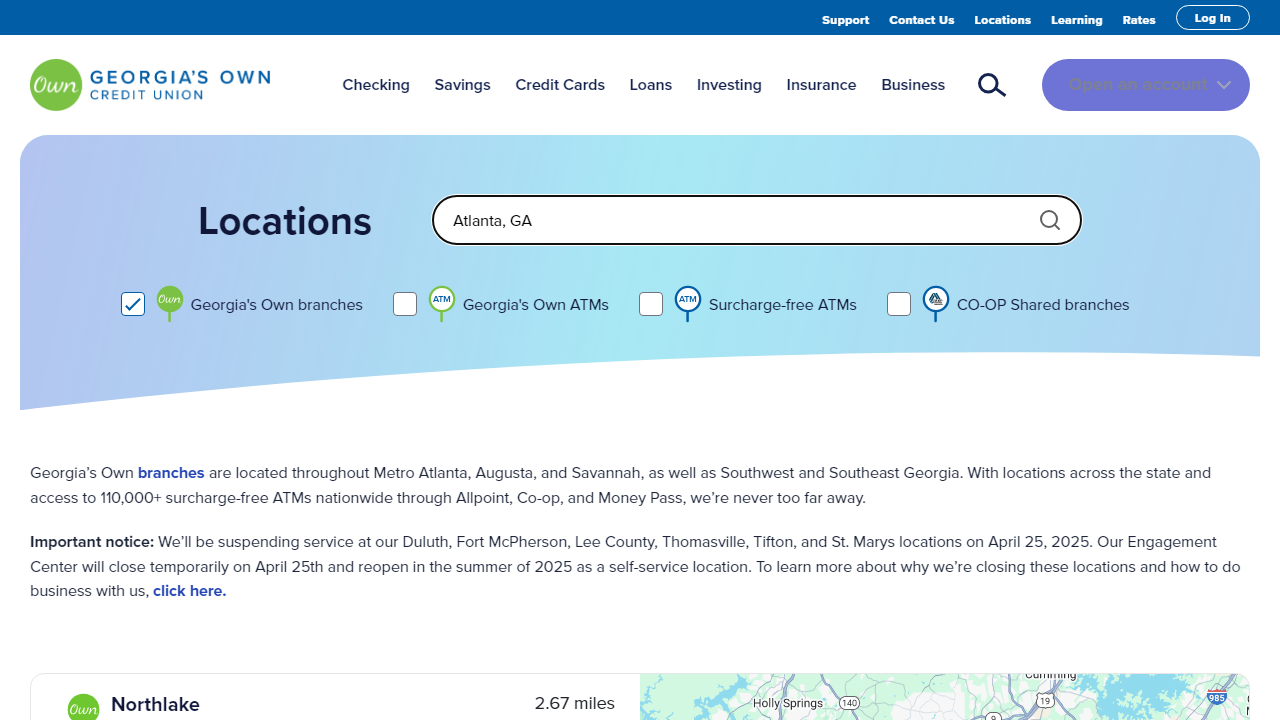 Support Contact Us Locations Learning Rates Log In
Own GEORGIA'S OWN
CREDIT UNION
Checking Savings Credit Cards Loans Investing Insurance Business Open an account
Locations
Atlanta, GA
Own Georgia's Own branches ATM Georgia's Own ATMs ATM Surcharge-free ATMs CO-OP Shared branches
Georgia’s Own branches are located throughout Metro Atlanta, Augusta, and Savannah, as well as Southwest and Southeast Georgia. With locations across the state and
access to 110,000+ surcharge-free ATMs nationwide through Allpoint, Co-op, and Money Pass, we’re never too far away.
Important notice: We’ll be suspending service at our Duluth, Fort McPherson, Lee County, Thomasville, Tifton, and St. Marys locations on April 25, 2025. Our Engagement
Center will close temporarily on April 25th and reopen in the summer of 2025 as a self-service location. To learn more about why we’re closing these locations and how to do
business with us, click here.
Own Northlake 2.67 miles
Cumming
Holly Springs 140 19 985
9